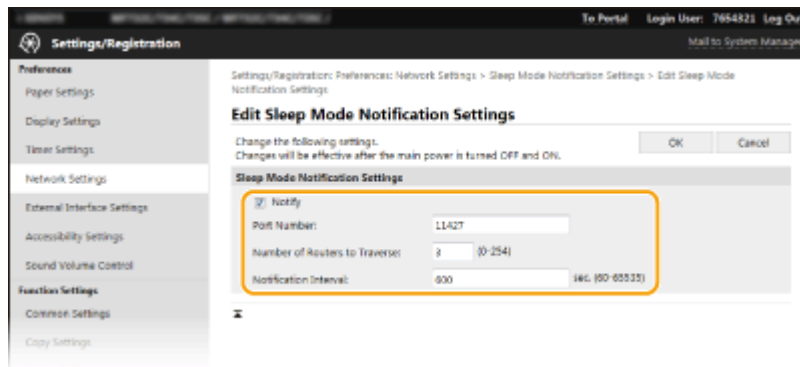 To Portal Login User: 7654321 Log Ou
Settings/Registration
Mail to System Manage
Preferences
Paper Settings
Display Settings
Timer Settings
Network Settings
External Interface Settings
Accessibility Settings
Sound Volume Control
Function Settings
Common Settings
Copy Settings
Settings/Registration: Preferences: Network Settings > Sleep Mode Notification Settings > Edit Sleep Mode
Notification Settings
Edit Sleep Mode Notification Settings
Change the following settings.
Changes will be effective after the main power is turned OFF and ON.
OK Cancel
Sleep Mode Notification Settings
Notify
Port Number: 11427
Number of Routers to Traverse: 3 (0-254)
Notification Interval: 600 sec. (60-65535)